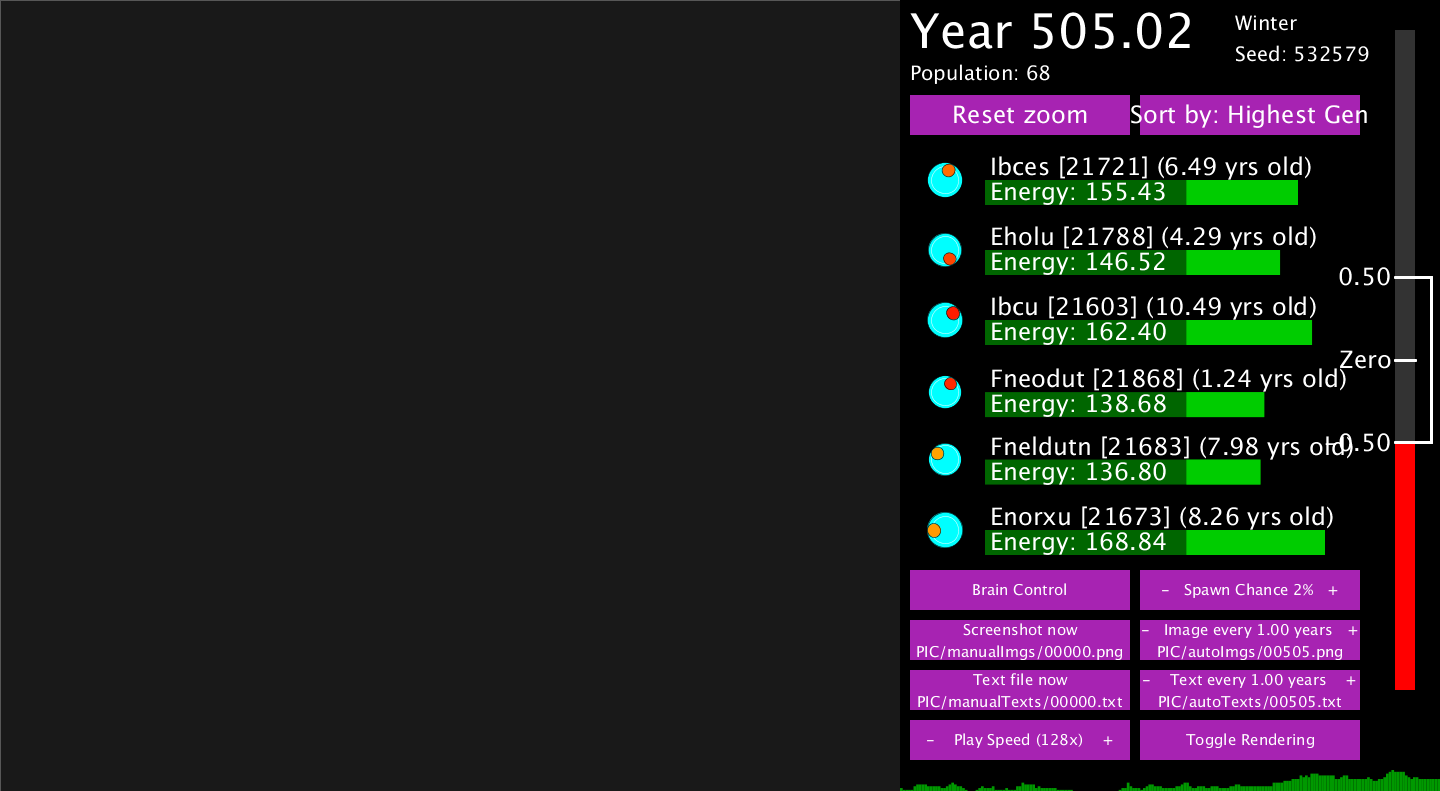 Year 505.02
Winter
Seed: 532579
Population: 68
Reset zoom
Sort by: Highest Gen
Ibces [21721] (6.49 yrs old)
Energy: 155.43
Eholu [21788] (4.29 yrs old)
Energy: 146.52
0.50
Ibcu [21603] (10.49 yrs old)
Energy: 162.40
Zero
Fneodut [21868] (1.24 yrs old)
Energy: 138.68
-0.50
Fneldutn [21683] (7.98 yrs old)
Energy: 136.80
Enorxu [21673] (8.26 yrs old)
Energy: 168.84
Brain Control
- Spawn Chance 2% +
Screenshot now
PIC/manualImgs/00000.png
- Image every 1.00 years +
PIC/autoImgs/00505.png
Text file now
PIC/manualTexts/00000.txt
- Text every 1.00 years +
PIC/autoTexts/00505.txt
- Play Speed (128x) +
Toggle Rendering